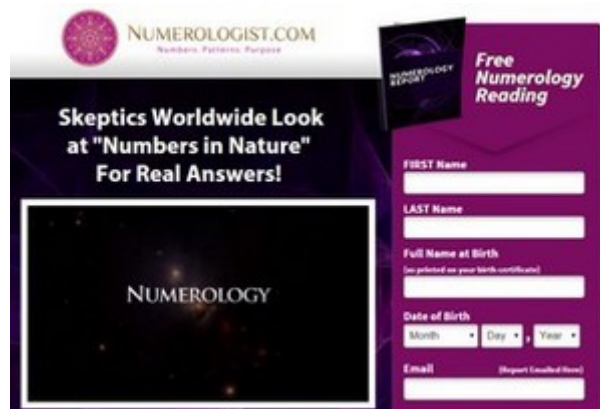 NUMEROLOGIST.COM
Numbers. Patterns. Purpose
Skeptics Worldwide Look
at "Numbers in Nature"
For Real Answers!
NUMEROLOGY
NUMEROLOGY
REPORT
Free
Numerology
Reading
FIRST Name
LAST Name
Full Name at Birth
(as printed on your birth certificate)
Date of Birth
Month Day , Year
Email (Report Emailed Here)